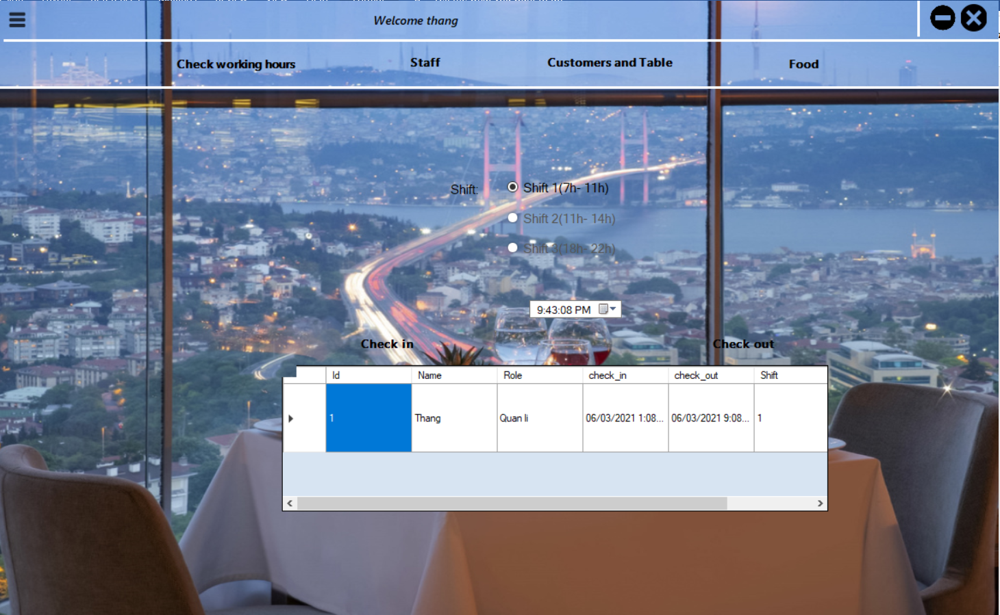 Welcome thang
Check working hours
Staff
Customers and Table
Food
Shift:
Shift 1(7h- 11h)
Shift 2(11h- 14h)
Shift 3(18h- 22h)
9:43:08 PM
Check in
Check out
Id Name Role check_in check_out Shift
1 Thang Quan li 06/03/2021 1:08... 06/03/2021 9:08... 1